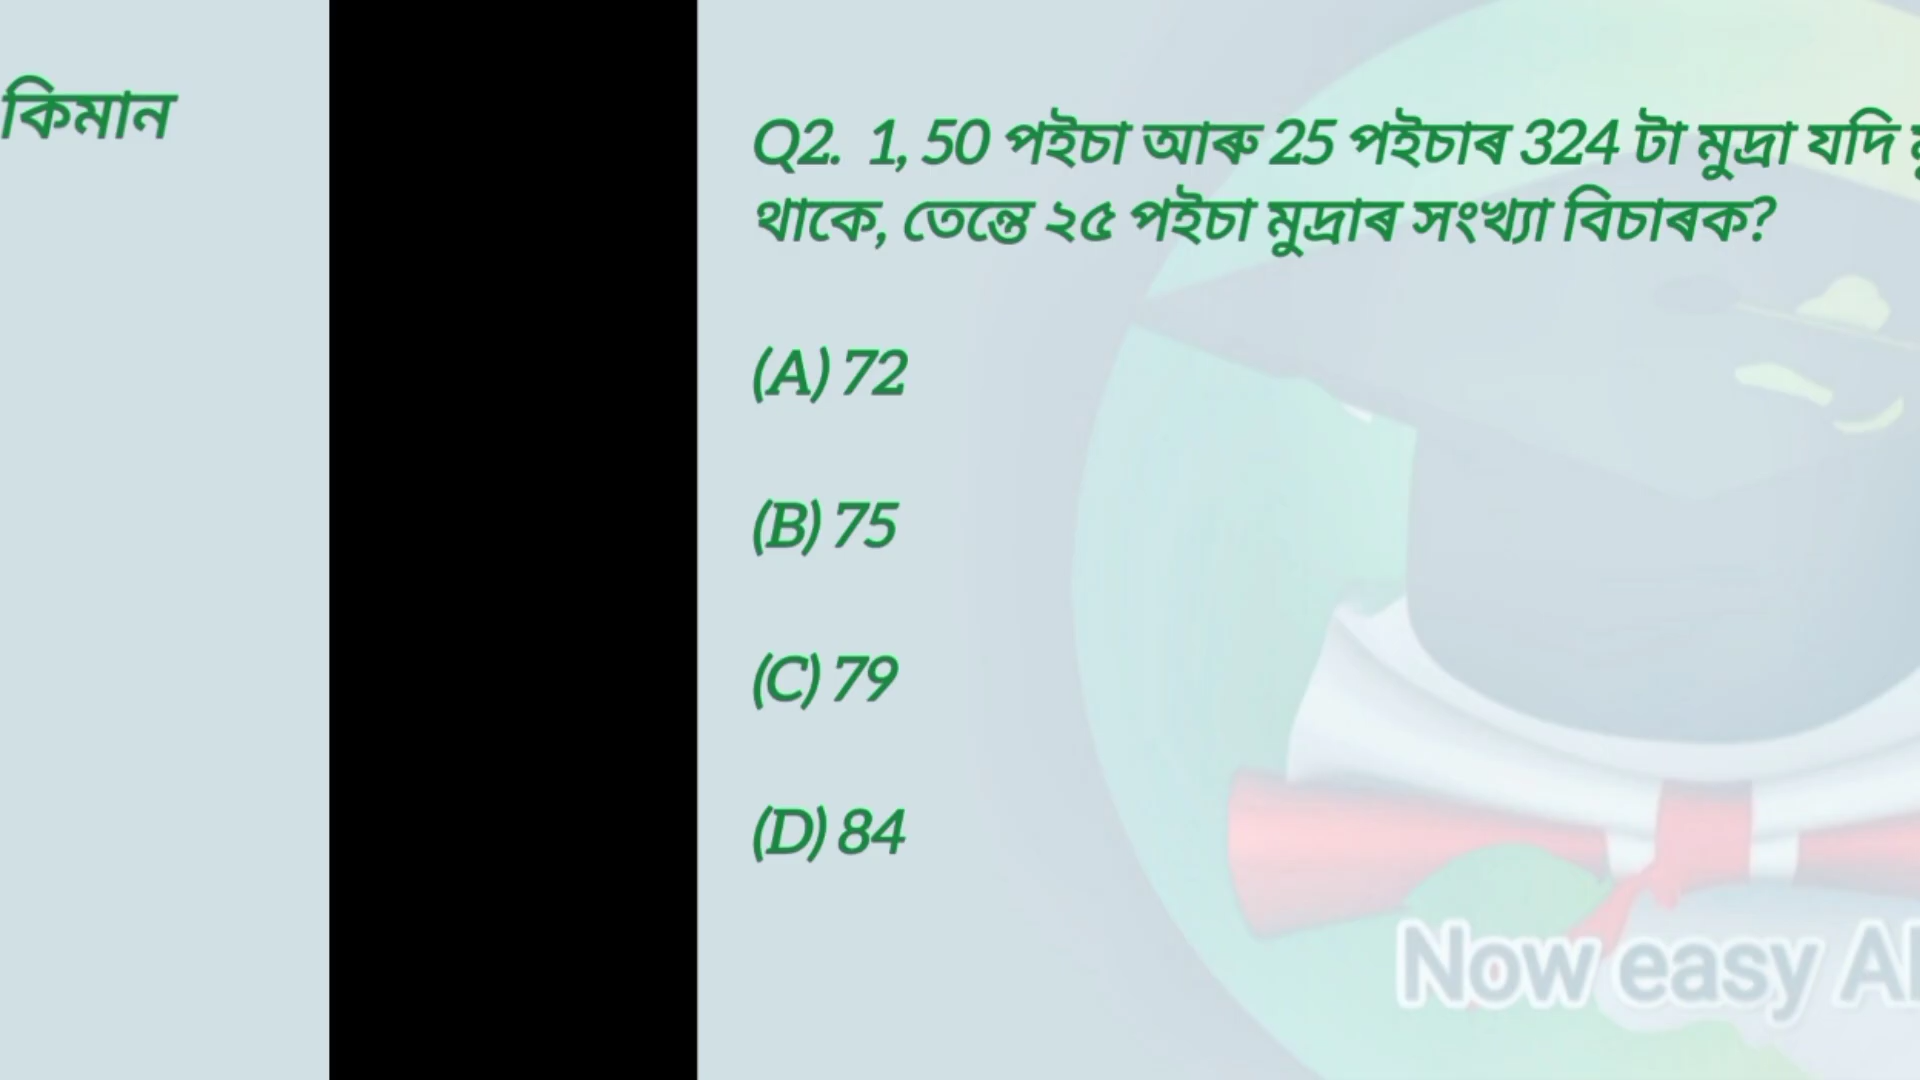 কিমান
Q2. 1, 50 পইচা আৰু 25 পইচাৰ 324 টা মুদ্ৰা যদি
থাকে, তেন্তে ২৫ পইচা মুদ্ৰাৰ সংখ্যা বিচাৰক?
(A) 72
(B) 75
(C) 79
(D) 84
Now easy